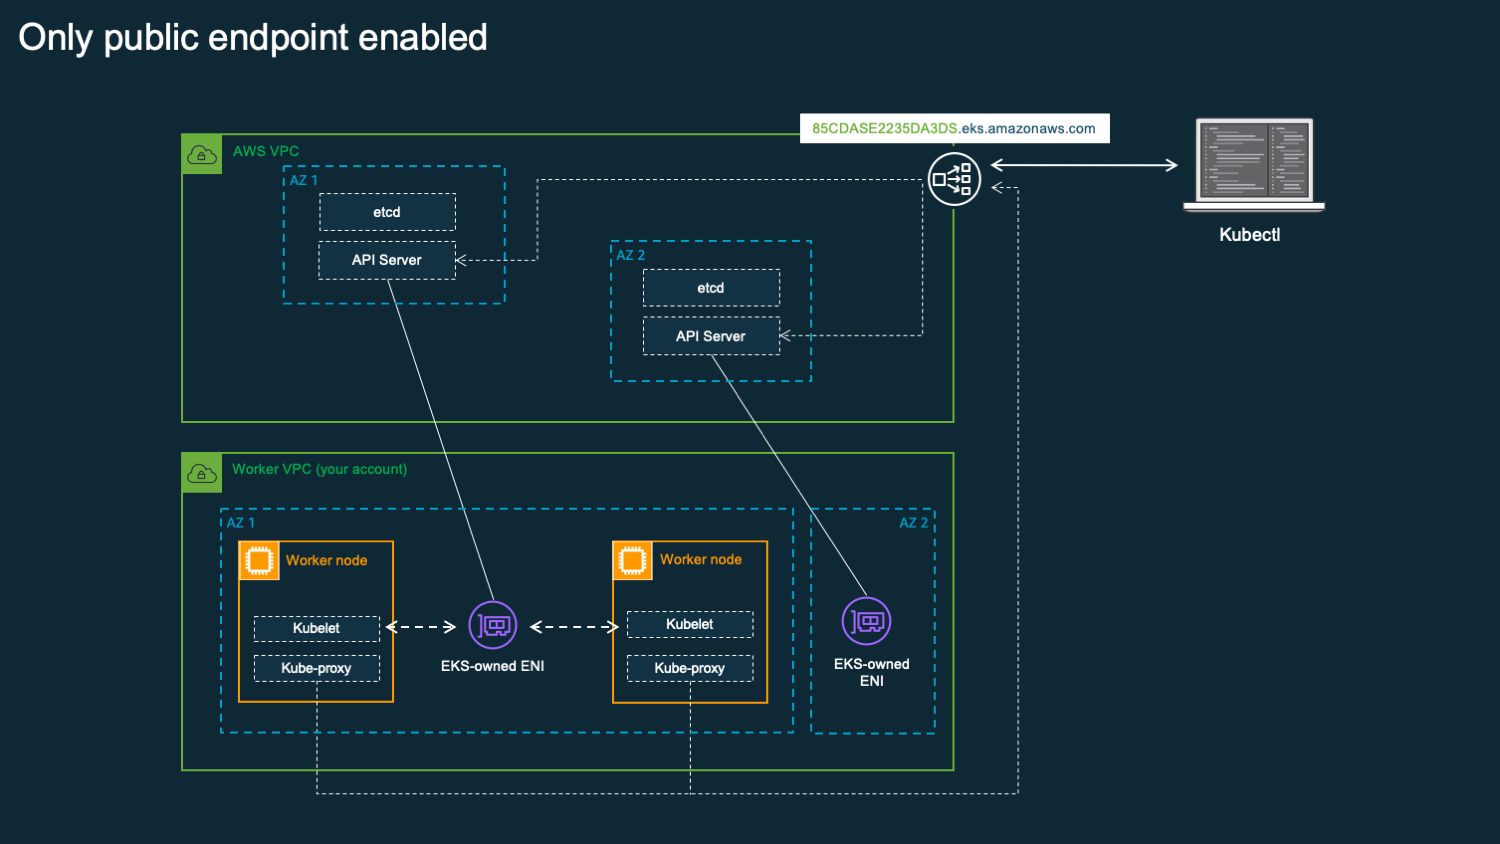 Only public endpoint enabled
85CDASE2235DA3DS.eks.amazonaws.com
AWS VPC
AZ 1
etcd
API Server
AZ 2
etcd
API Server
Kubectl
Worker VPC (your account)
AZ 1
Worker node
Kubelet
Kube-proxy
EKS-owned ENI
Worker node
Kubelet
Kube-proxy
AZ 2
EKS-owned
ENI